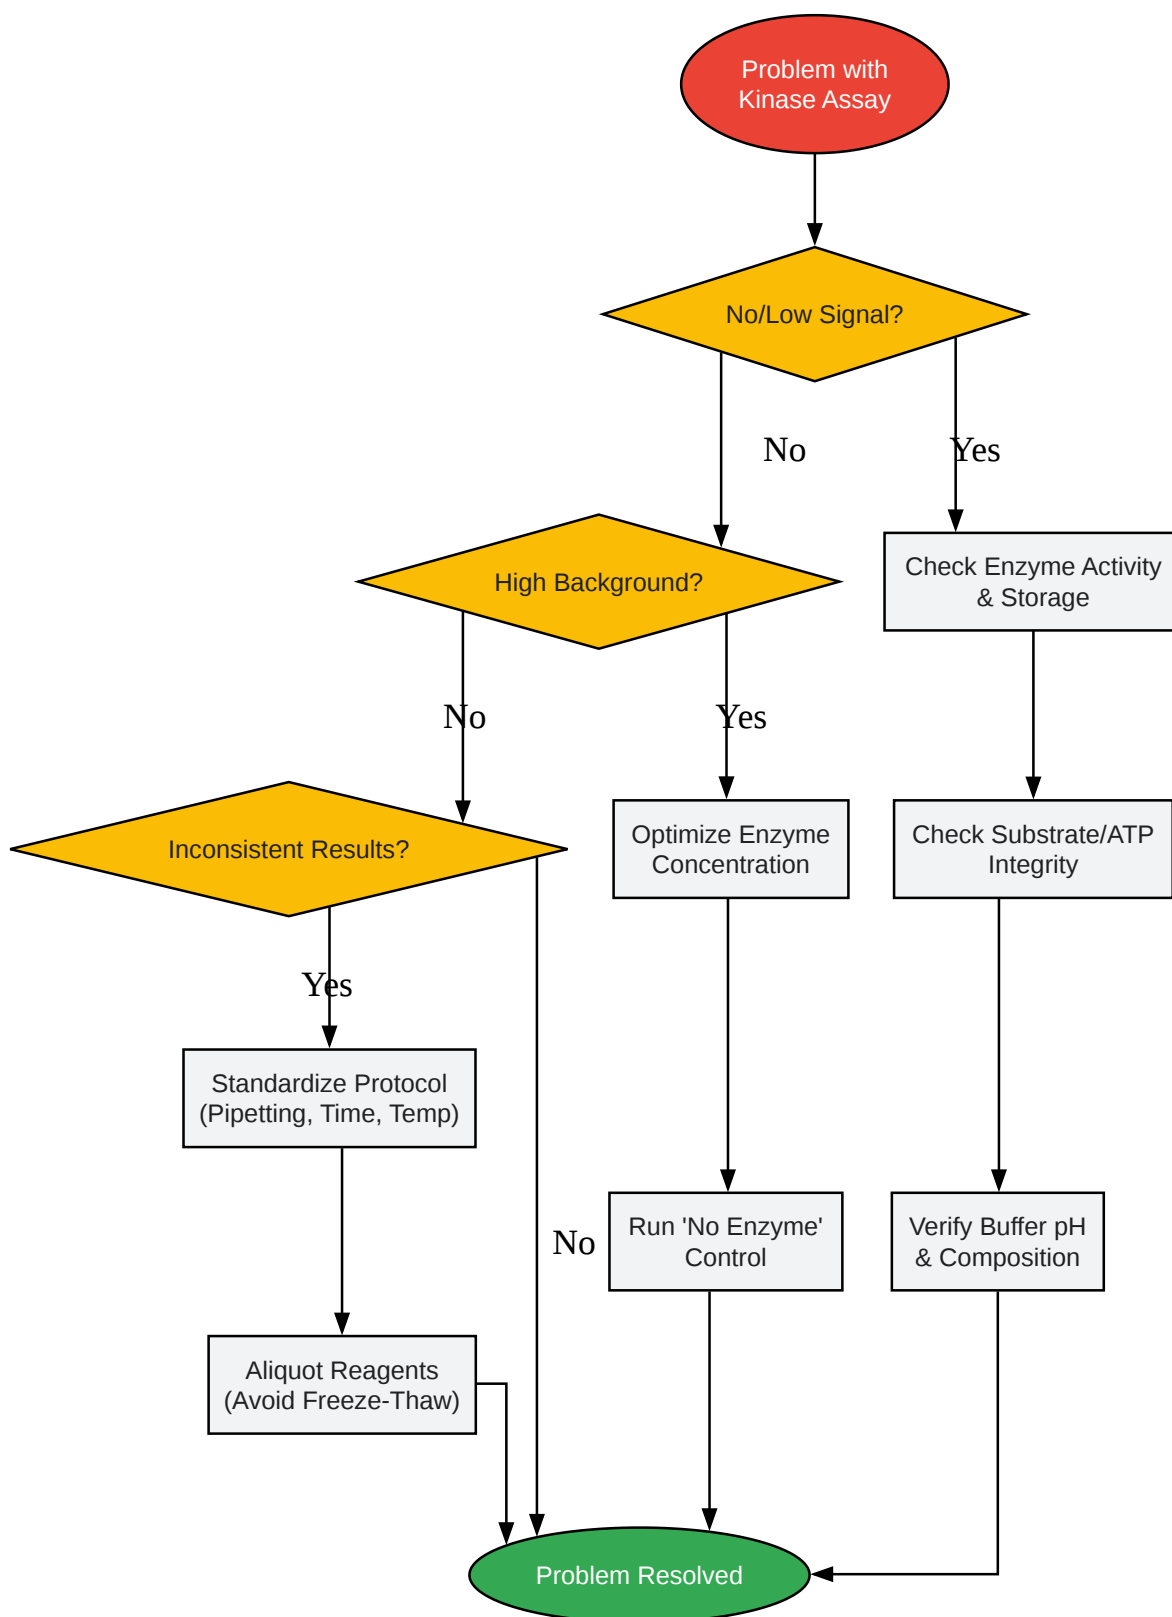 Problem with
Kinase Assay
No/Low Signal?
No
Yes
Check Enzyme Activity
& Storage
High Background?
No
Yes
Optimize Enzyme
Concentration
Check Substrate/ATP
Integrity
Inconsistent Results?
Yes
Standardize Protocol
(Pipetting, Time, Temp)
No
Run 'No Enzyme'
Control
Verify Buffer pH
& Composition
Aliquot Reagents
(Avoid Freeze-Thaw)
Problem Resolved